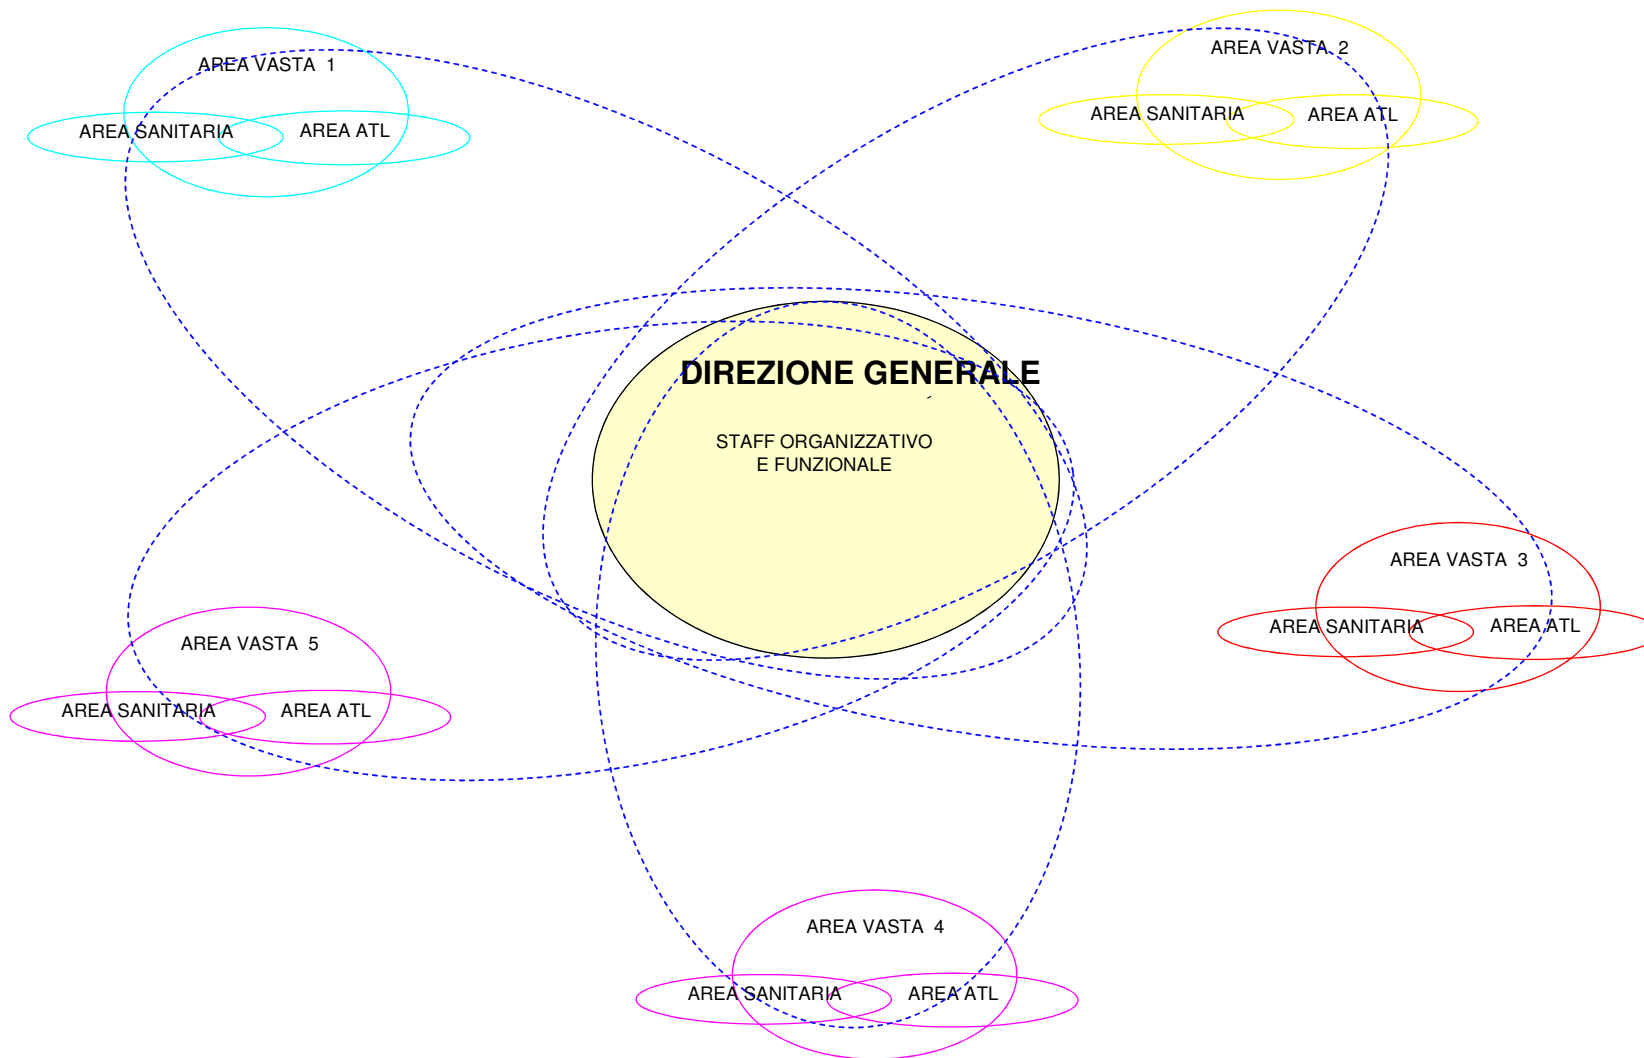 AREA VASTA 1
AREA SANITARIA
AREA ATL
AREA VASTA 2
AREA SANITARIA
AREA ATL
DIREZIONE GENERALE
STAFF ORGANIZZATIVO
E FUNZIONALE
AREA VASTA 3
AREA SANITARIA
AREA ATL
AREA VASTA 5
AREA SANITARIA
AREA ATL
AREA VASTA 4
AREA SANITARIA
AREA ATL